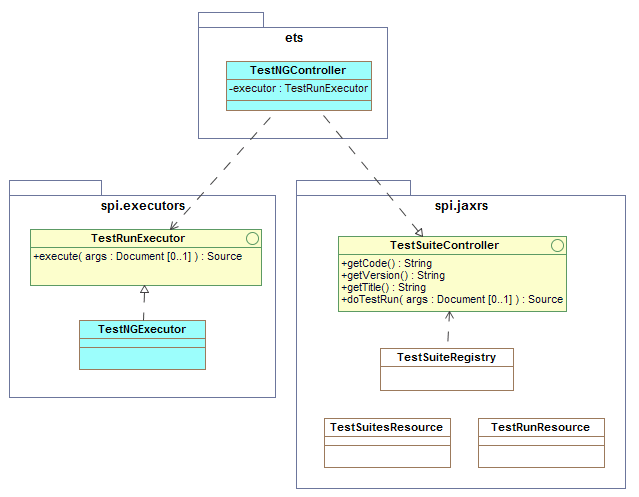 ets
TestNGController
-executor : TestRunExecutor
spi.executors
TestRunExecutor
+execute( args : Document [0..1] ) : Source
TestNGExecutor
spi.jaxrs
TestSuiteController
+getCode() : String
+getVersion() : String
+getTitle() : String
+doTestRun( args : Document [0..1] ) : Source
TestSuiteRegistry
TestSuitesResource
TestRunResource